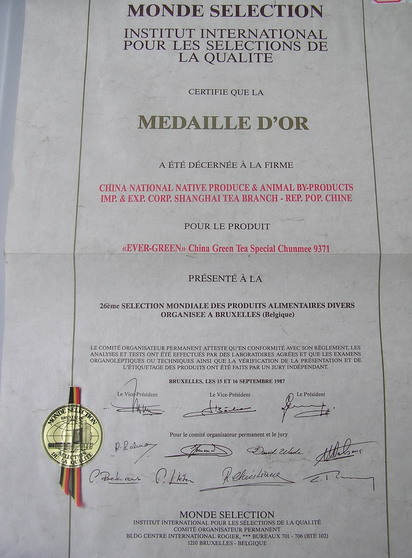 MONDE SELECTION
INSTITUT INTERNATIONAL
POUR LES SELECTIONS DE
LA QUALITE
CERTIFIE QUE LA
MEDAILLE D'OR
A ÉTÉ DÉCERNÉE À LA FIRME
CHINA NATIONAL NATIVE PRODUCE & ANIMAL BY-PRODUCTS
IMP. & EXP. CORP. SHANGHAI TEA BRANCH - REP. POP. CHINE
POUR LE PRODUIT
«EVER-GREEN» China Green Tea Special Chunmee 9371
PRÉSENTÉ À LA
26ème SELECTION MONDIALE DES PRODUITS ALIMENTAIRES DIVERS
ORGANISEE A BRUXELLES (Belgique)
LE COMITÉ ORGANISATEUR PERMANENT ATTESTE QU'EN CONFORMITÉ AVEC SON RÈGLEMENT, LES
ANALYSES ET TESTS ONT ÉTÉ EFFECTUÉS PAR DES LABORATOIRES AGRÉÉS ET QUE LES EXAMENS
ORGANOLEPTIQUES OU TECHNIQUES AINSI QUE LA VÉRIFICATION DE LA PRÉSENTATION ET DE
L'ÉTIQUETAGE DES PRODUITS ONT ÉTÉ FAITS PAR UN JURY INDÉPENDANT.
BRUXELLES, LES 15 ET 16 SEPTEMBRE 1987
Le Vice-Président Le Vice-Président Le Président
Pour le comité organisateur permanent et le jury
MONDE SELECTION
MONDE SELECTION
INSTITUT INTERNATIONAL POUR LES SÉLECTIONS DE LA QUALITÉ
COMITÉ ORGANISATEUR PERMANENT
BLDG CENTRE INTERNATIONAL ROGIER, *** BUREAUX 701 - 706 (BTE 102)
1210 BRUXELLES - BELGIQUE